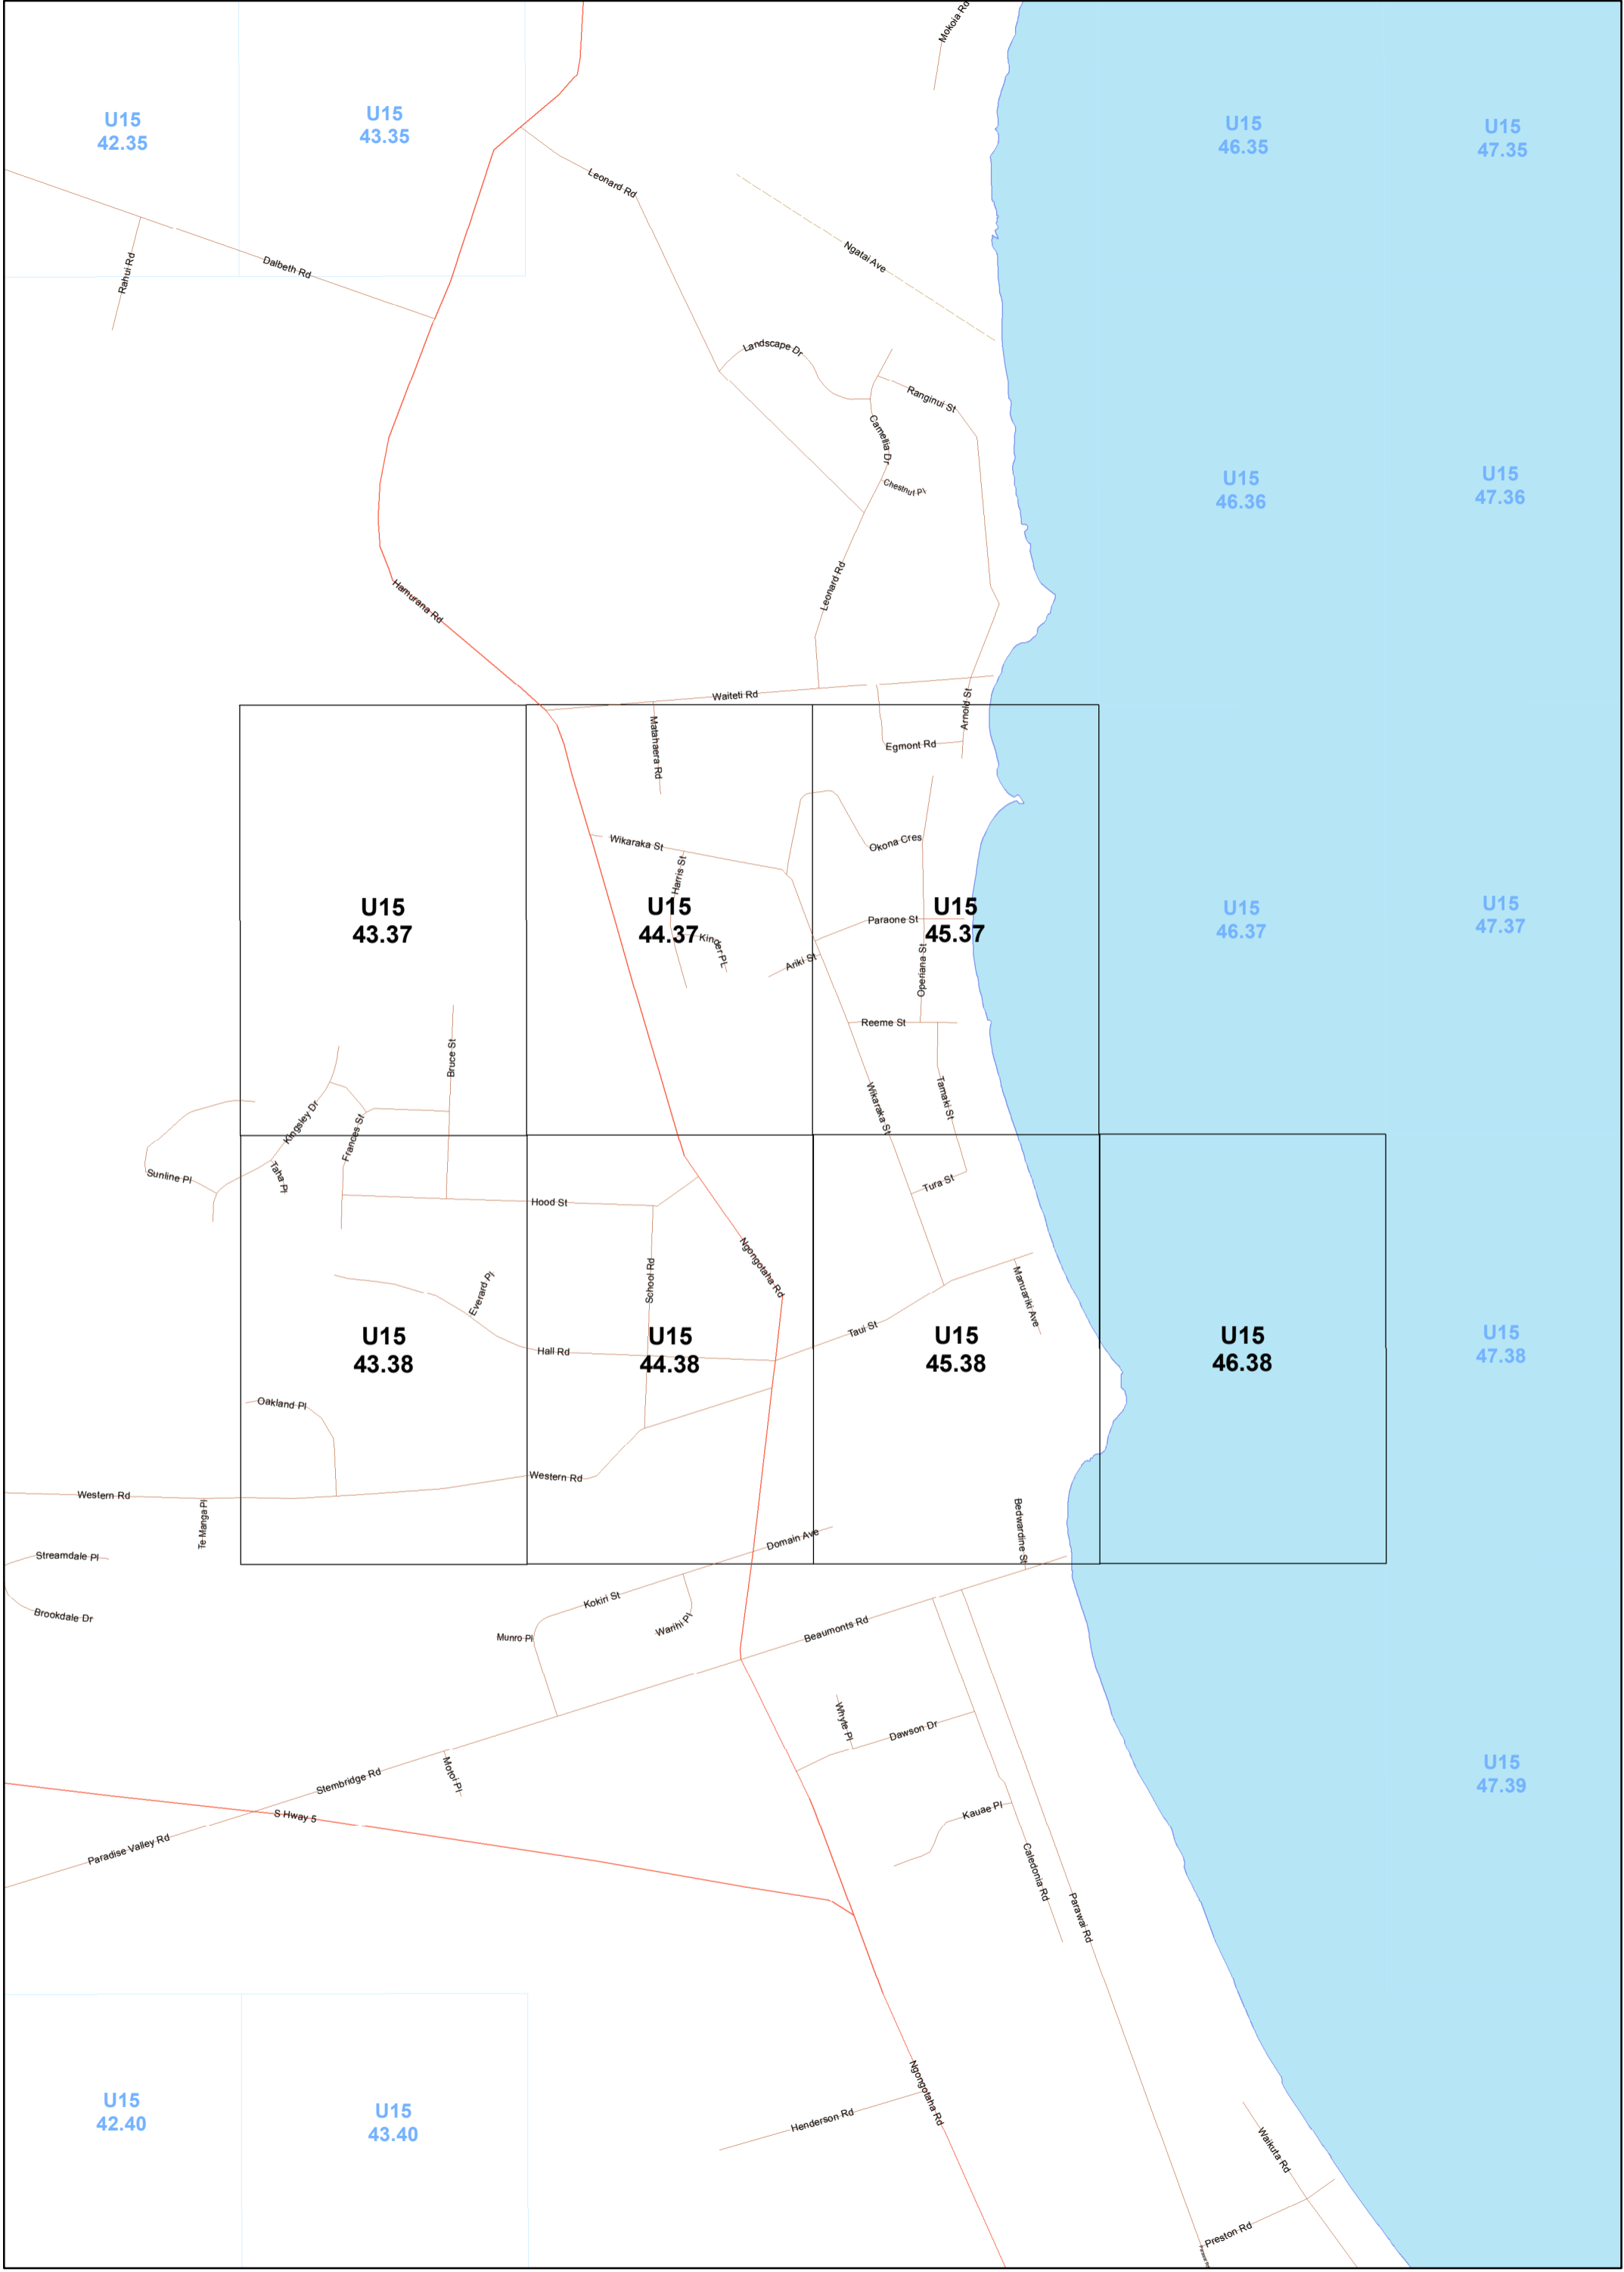 Mokoia Rd
U15
42.35
U15
43.35
U15
46.35
U15
47.35
Leonard Rd
Ngatai Ave
Rahui Rd
Dalbeth Rd
Landscape Dr
Ranginui St
Camellia Dr
Chestnut Pl
U15
46.36
U15
47.36
Leonard Rd
Hamurana Rd
Waiteti Rd
Matahaera Rd
Arnold St
Egmont Rd
Wikaraka St
Harris St
Okona Cres
U15
43.37
U15
44.37
U15
45.37
U15
46.37
U15
47.37
Paraone St
Kinder PL
Ariki St
Operiana St
Reeme St
Bruce St
Kingsley Dr
Frances St
Wikaraka St
Tamaki St
Sunline Pl
Taha Pl
Tura St
Hood St
Ngongotaha Rd
School Rd
Manuariki Ave
Everard Pl
Taui St
Hall Rd
U15
43.38
U15
44.38
U15
45.38
U15
46.38
U15
47.38
Oakland Pl
Western Rd
Western Rd
Te Manga Pl
Domain Ave
Bedwardine St
Streamdale Pl
Brookdale Dr
Kokiri St
Warihi Pl
Munro Pl
Beaumonts Rd
Whyte Pl
Dawson Dr
Motoi Pl
Stembridge Rd
S Hway 5
Paradise Valley Rd
Kauae Pl
Caledonia Rd
Parawai Rd
U15
47.39
U15
42.40
U15
43.40
Ngongotaha Rd
Henderson Rd
Waikuta Rd
Preston Rd